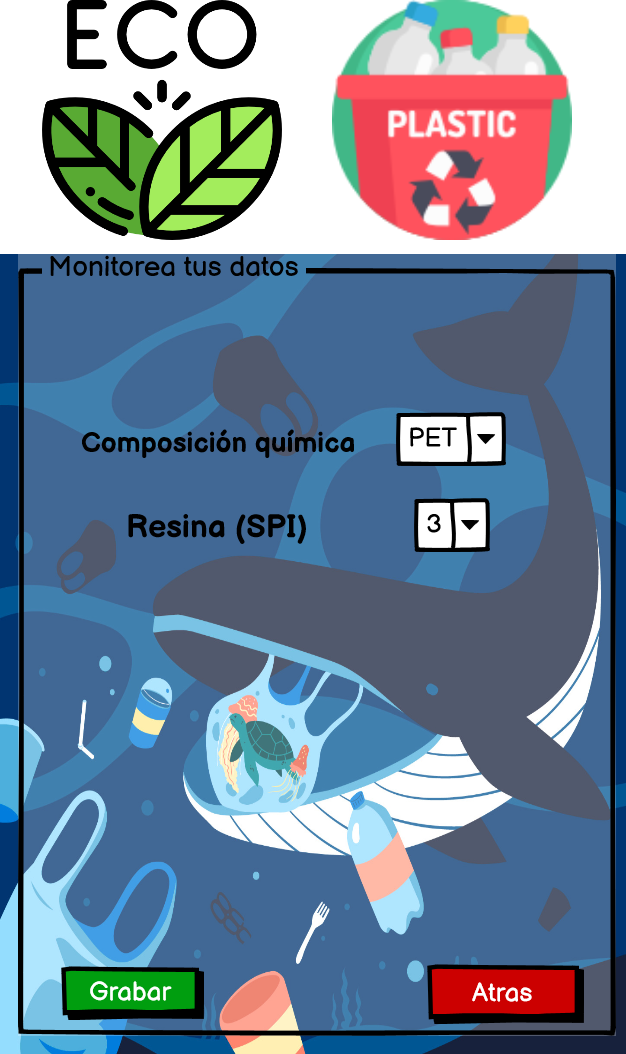 ECO
PLASTIC
Monitorea tus datos
Composición química
PET
Resina (SPI)
3
Grabar
Atras